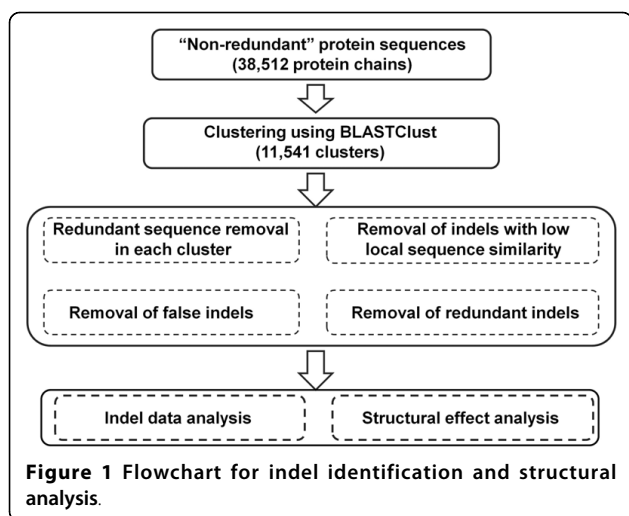 “Non-redundant” protein sequences
(38,512 protein chains)
Clustering using BLASTClust
(11,541 clusters)
Redundant sequence removal
in each cluster
Removal of indels with low
local sequence similarity
Removal of false indels
Removal of redundant indels
Indel data analysis
Structural effect analysis
Figure 1 Flowchart for indel identification and structural
analysis.